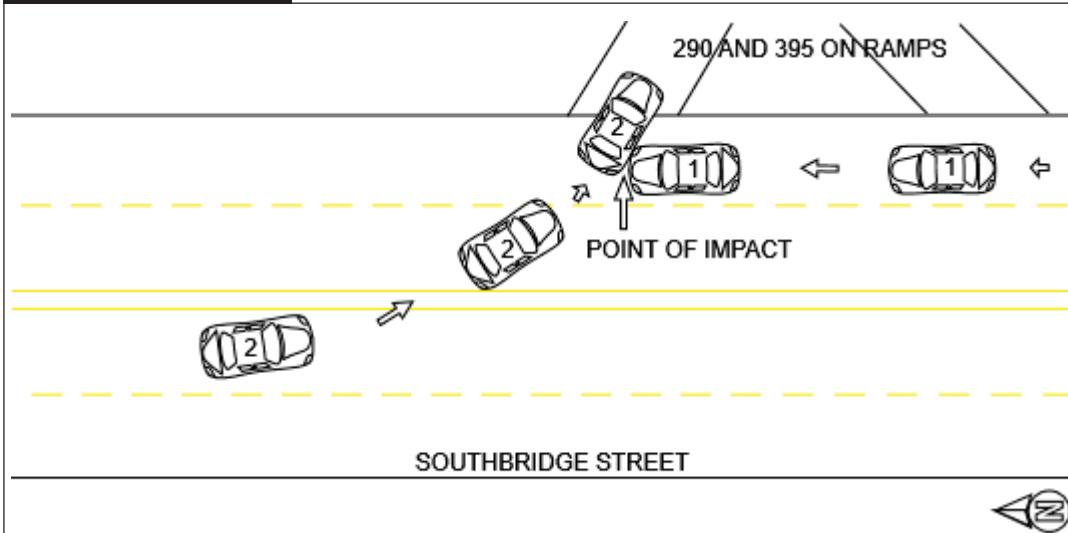 290 AND 395 ON RAMPS
2
1
1
2
POINT OF IMPACT
2
SOUTHBRIDGE STREET
N